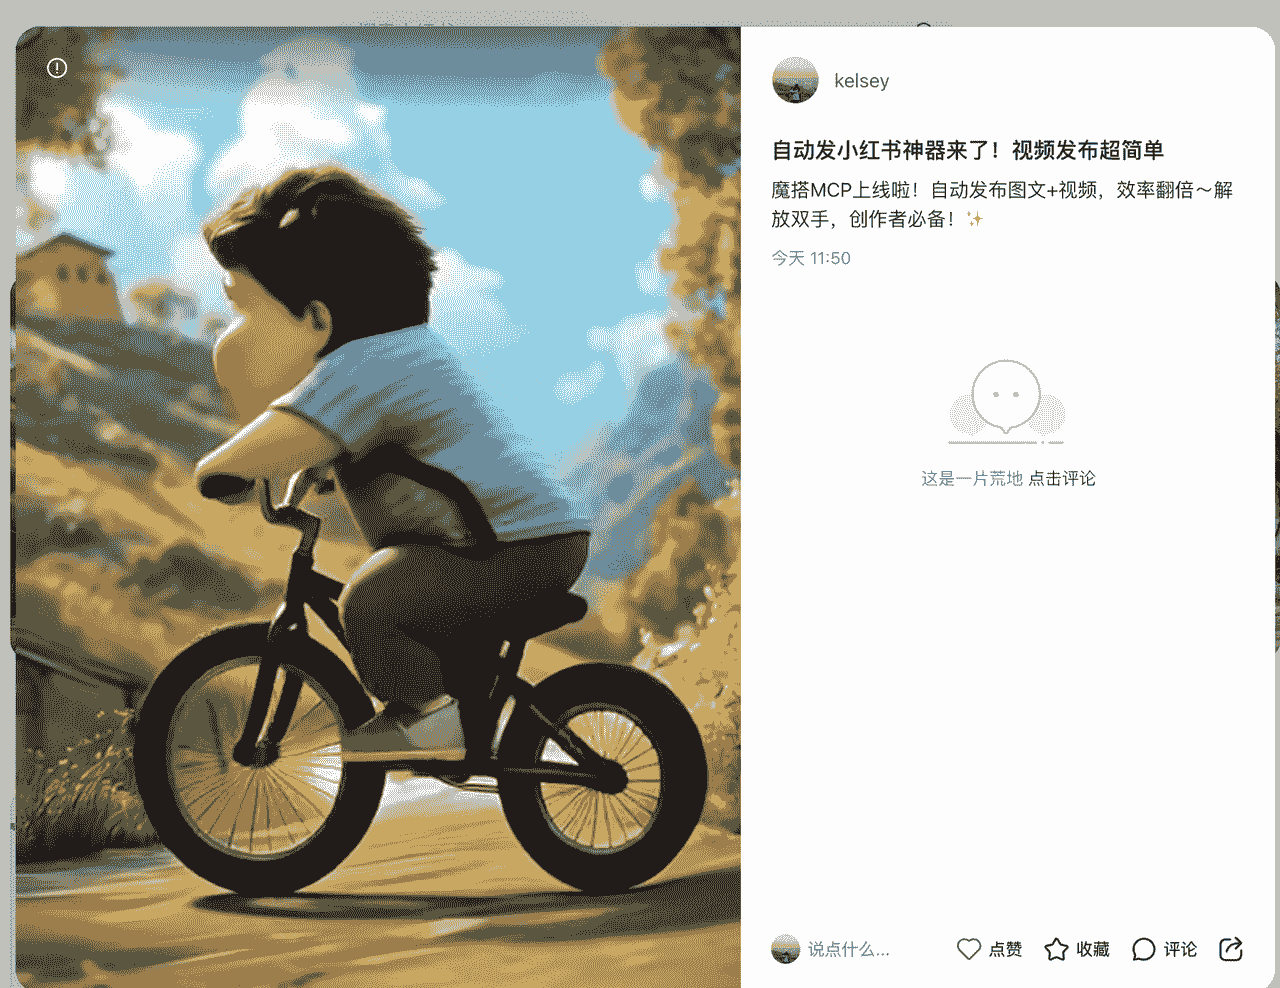 kelsey
自动发小红书神器来了！视频发布超简单
魔搭MCP上线啦！自动发布图文+视频，效率翻倍～解
放双手，创作者必备！✨
今天 11:50
这是一片荒地 点击评论
说点什么... 点赞 收藏 评论